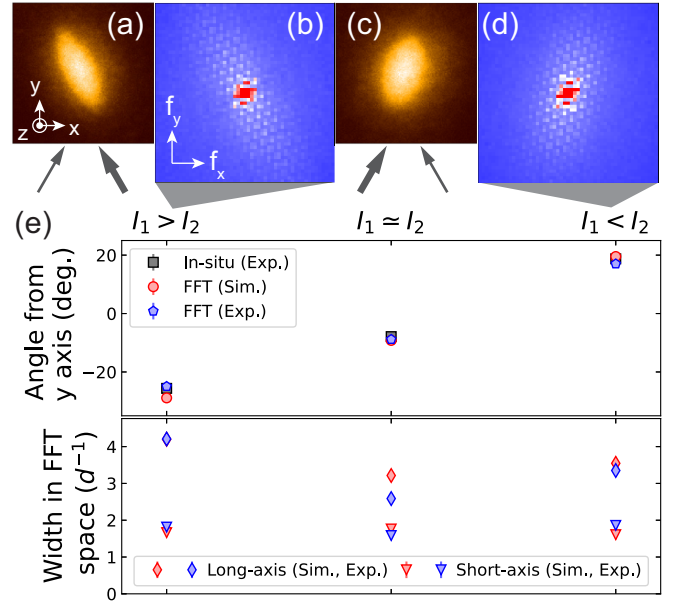 (a)
(b)
(c)
(d)
y
z
x
f_y
f_x
(e)
I₁ > I₂
I₁ ≃ I₂
I₁ < I₂
Angle from
y axis (deg.)
20
0
−20
In-situ (Exp.)
FFT (Sim.)
FFT (Exp.)
Width in FFT
space (d⁻¹)
4
3
2
1
0
Long-axis (Sim., Exp.)
Short-axis (Sim., Exp.)